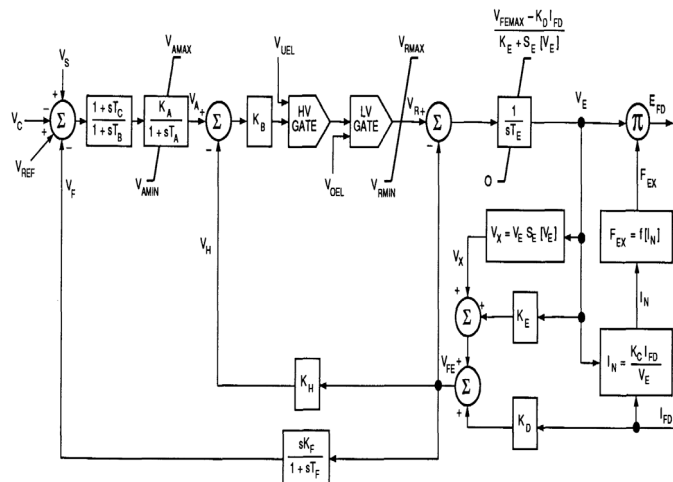 V_FEMAX − K_D I_FD
K_E + S_E [V_E]
V_S
V_AMAX
V_UEL
V_RMAX
V_C
+
−
+
−
Σ
1 + sT_C
1 + sT_B
K_A
1 + sT_A
V_A
+
−
Σ
K_B
HV
GATE
LV
GATE
V_R
+
−
Σ
1
sT_E
V_E
π
E_FD
V_REF
V_F
V_AMIN
V_OEL
V_RMIN
O
F_EX
V_H
V_X = V_E S_E [V_E]
F_EX = f[I_N]
V_X
+
+
Σ
K_E
I_N
I_N = K_C I_FD
V_E
V_FE
+
+
Σ
K_H
K_D
I_FD
sK_F
1 + sT_F